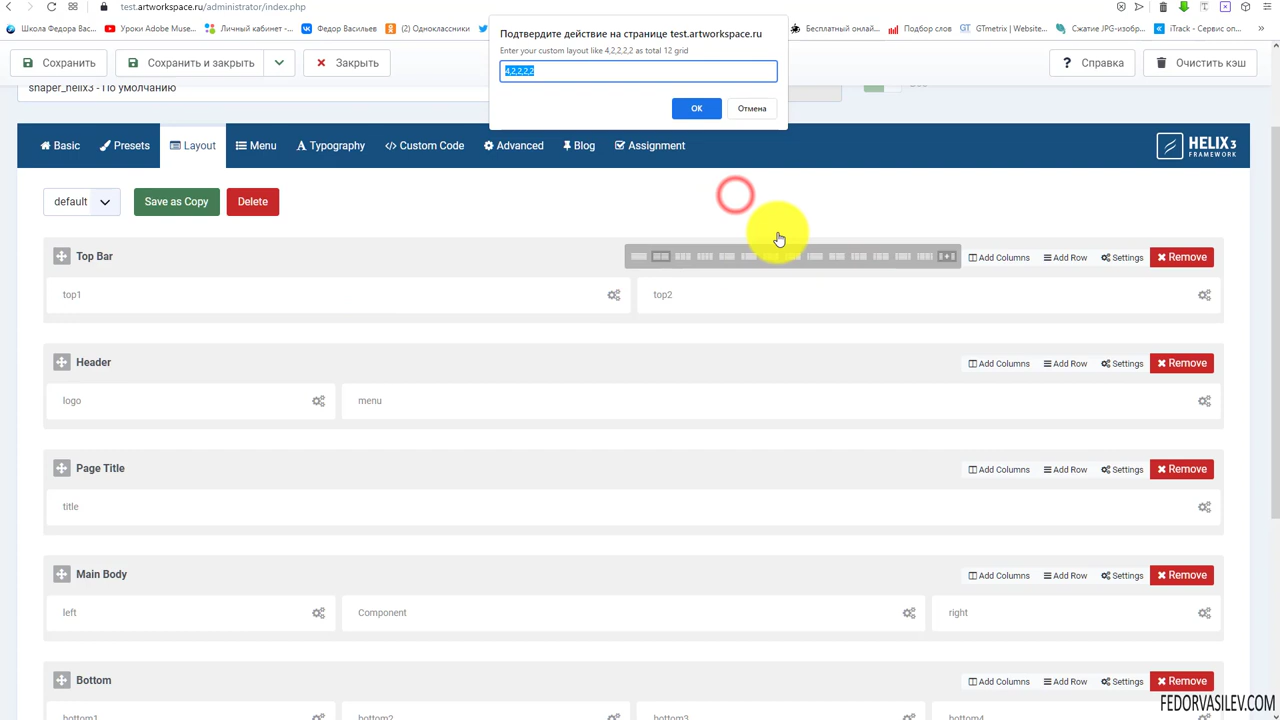 test.artworkspace.ru/administrator/index.php
Школа Федора Вас...
Уроки Adobe Muse...
Личный кабинет -...
Федор Васильев
(2) Одноклассники
Бесплатный онлай...
Подбор слов
GTmetrix | Website...
Сжатие JPG-изобр...
iTrack - Сервис оп...
»
Подтвердите действие на странице test.artworkspace.ru
Enter your custom layout like 4,2,2,2,2 as total 12 grid
4,2,2,2,2
OK
Отмена
Сохранить
Сохранить и закрыть
Закрыть
Справка
Очистить кэш
shaper_helix3 - По умолчанию
Basic
Presets
Layout
Menu
Typography
Custom Code
Advanced
Blog
Assignment
HELIX3
FRAMEWORK
default
Save as Copy
Delete
Top Bar
Add Columns
Add Row
Settings
Remove
top1
top2
Header
Add Columns
Add Row
Settings
Remove
logo
menu
Page Title
Add Columns
Add Row
Settings
Remove
title
Main Body
Add Columns
Add Row
Settings
Remove
left
Component
right
Bottom
Add Columns
Add Row
Settings
Remove
bottom1
bottom2
bottom3
bottom4
FEDORVASILEV.COM